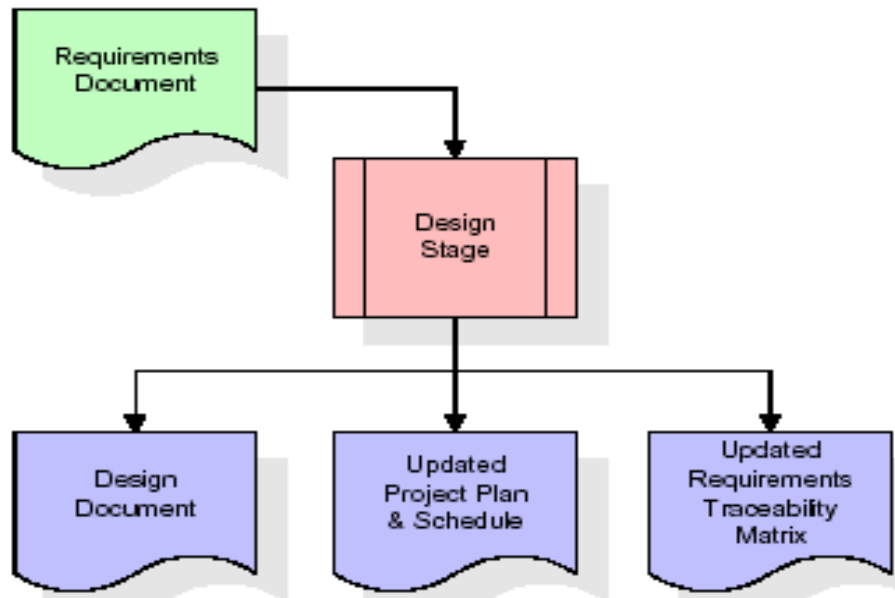 Requirements
Document
Design
Stage
Design
Document
Updated
Project Plan
& Schedule
Updated
Requirements
Traceability
Matrix